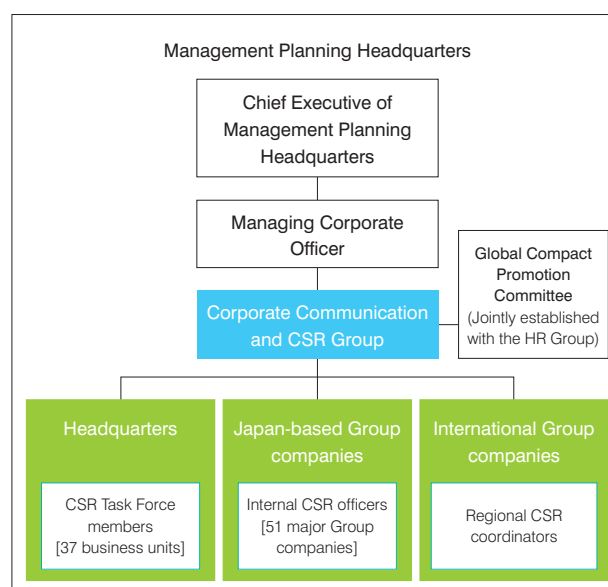 Management Planning Headquarters
Chief Executive of
Management Planning
Headquarters
Managing Corporate
Officer
Global Compact
Promotion
Committee
(Jointly established
with the HR Group)
Corporate Communication
and CSR Group
Headquarters
CSR Task Force
members
[37 business units]
Japan-based Group
companies
Internal CSR officers
[51 major Group
companies]
International Group
companies
Regional CSR
coordinators